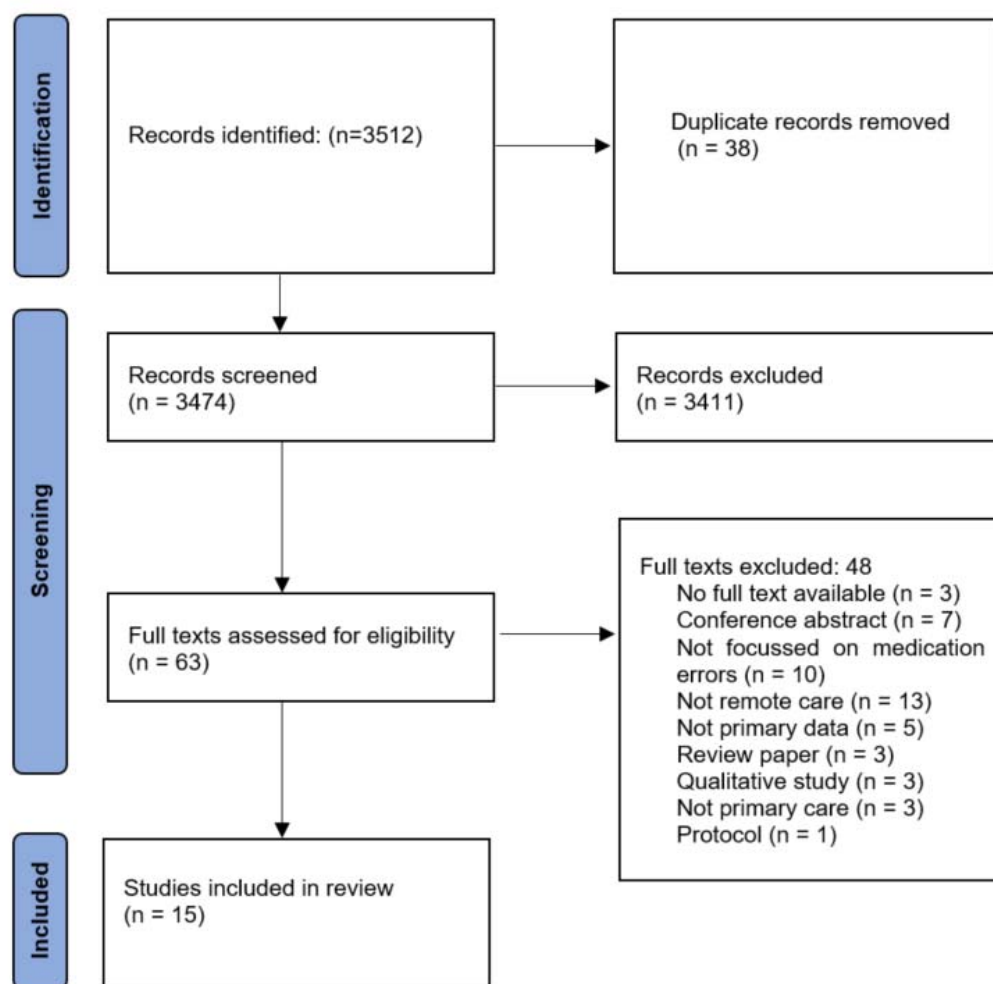 Identification
Records identified: (n=3512)
Duplicate records removed
(n = 38)
Screening
Records screened
(n = 3474)
Records excluded
(n = 3411)
Full texts assessed for eligibility
(n = 63)
Full texts excluded: 48
No full text available (n = 3)
Conference abstract (n = 7)
Not focussed on medication
errors (n = 10)
Not remote care (n = 13)
Not primary data (n = 5)
Review paper (n = 3)
Qualitative study (n = 3)
Not primary care (n = 3)
Protocol (n = 1)
Included
Studies included in review
(n = 15)